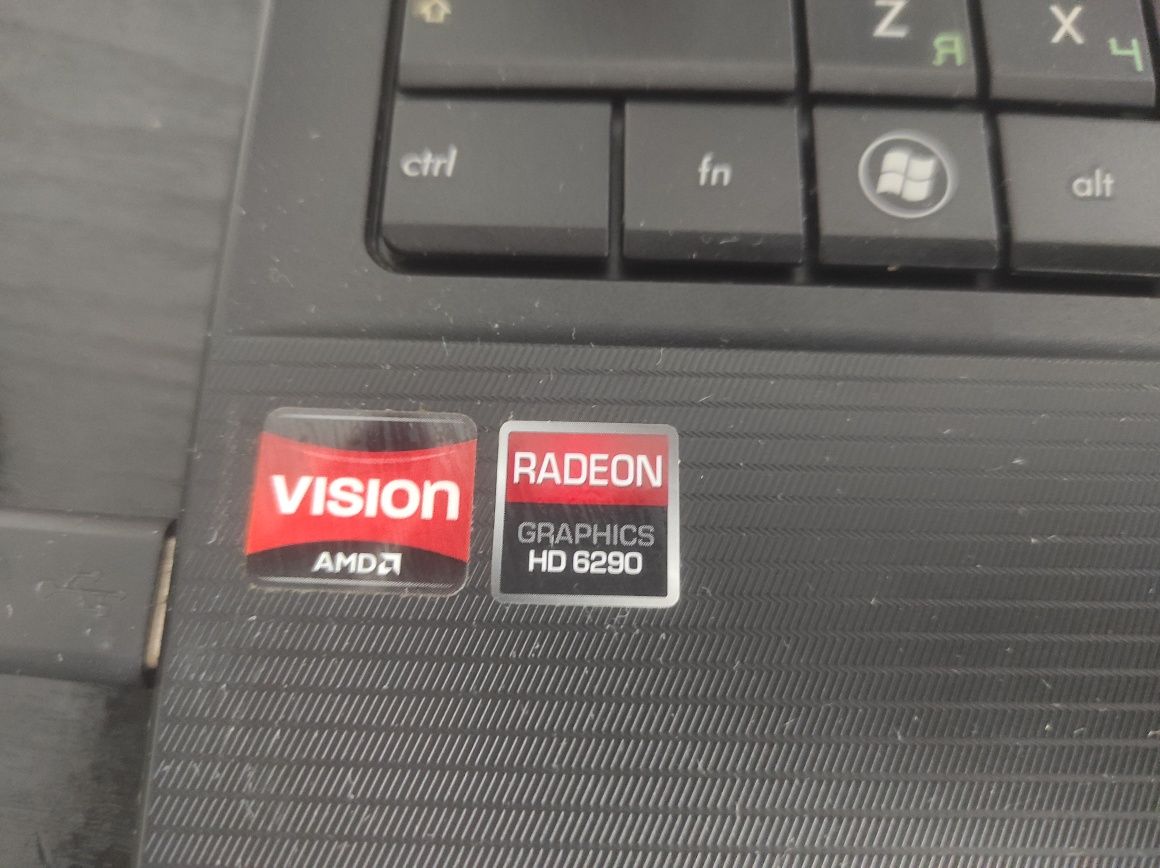 Z Я
X Ч
ctrl
fn
alt
VISION
AMD
RADEON
GRAPHICS
HD 6290